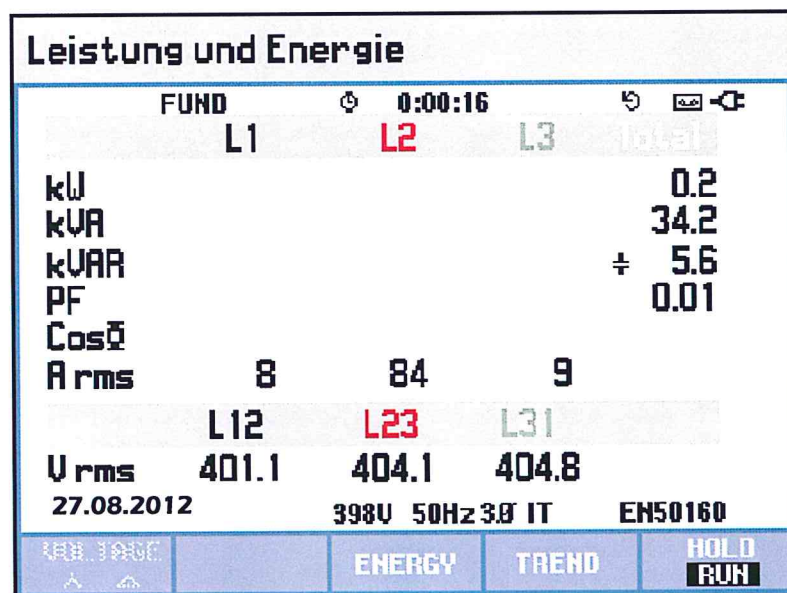 Leistung und Energie
FUND 0:00:16
L1 L2 L3 Total
kW 0.2
kVA 34.2
kVAR 5.6
PF 0.01
CosΦ
A rms 8 84 9
L12 L23 L31
V rms 401.1 404.1 404.8
27.08.2012 398V 50Hz 3Ø IT EN50160
VOLTAGE ENERGY TREND HOLD
RUN